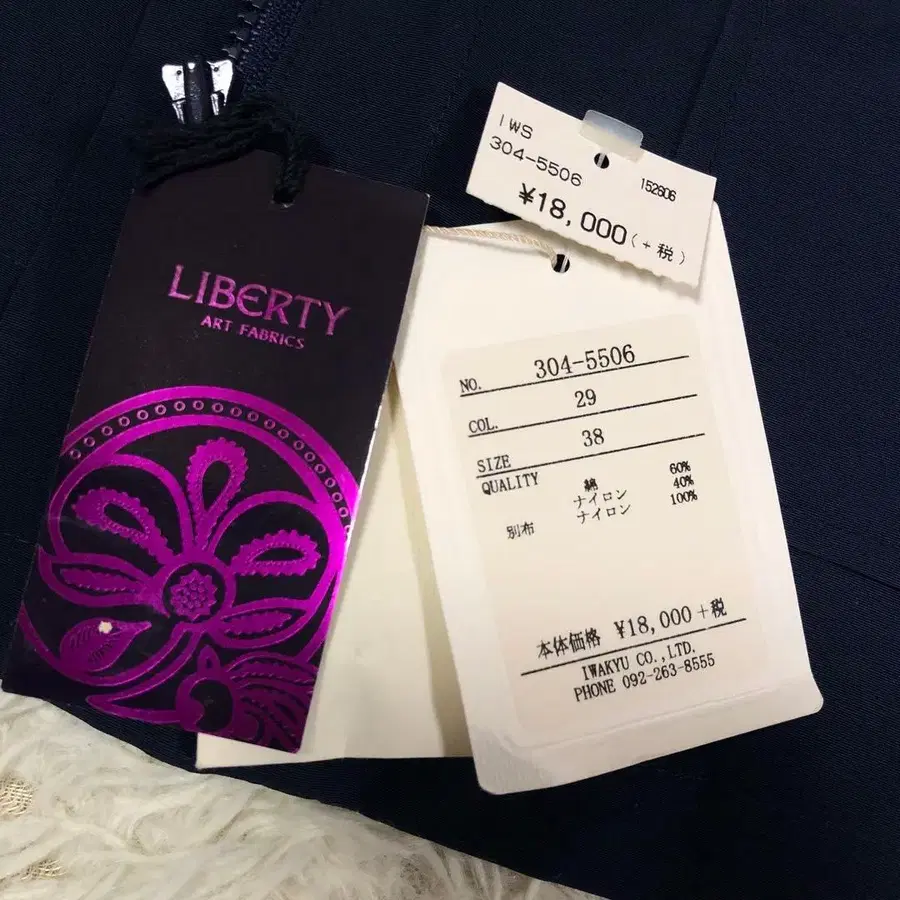 LIBERTY
ART FABRICS
IWS
304-5506 152606
¥18,000(+税)
NO. 304-5506
COL. 29
SIZE 38
QUALITY 綿 60%
ナイロン 40%
別布 ナイロン 100%
本体価格 ¥18,000+税
IWAKYU CO.,LTD.
PHONE 092-263-8555